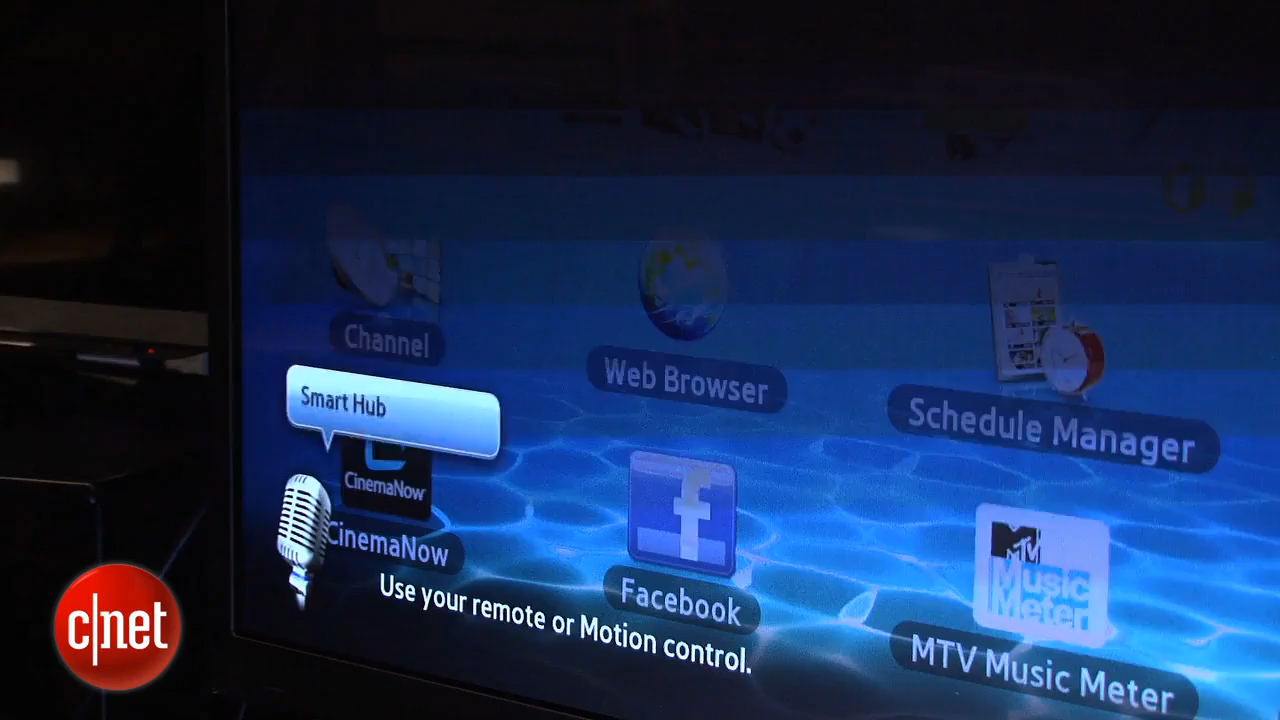 Channel
Web Browser
Schedule Manager
Smart Hub
CinemaNow
CinemaNow
f
Facebook
MTV
Music
Meter
MTV Music Meter
Use your remote or Motion control.
c|net